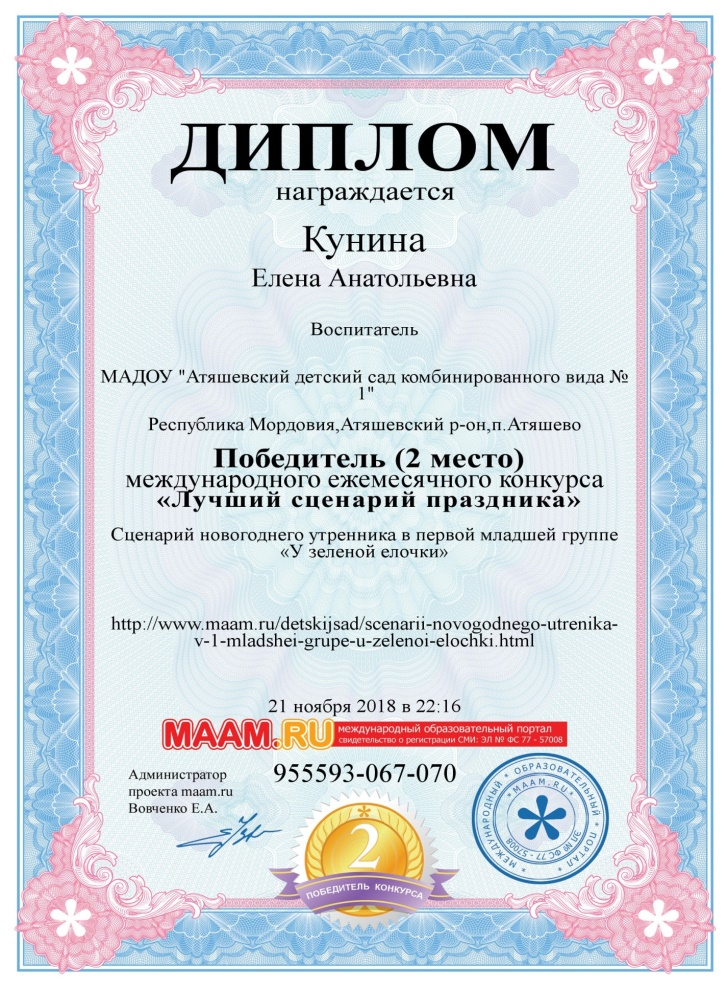 ДИПЛОМ
награждается
Кунина
Елена Анатольевна
Воспитатель
МАДОУ "Атяшевский детский сад комбинированного вида №
1"
Республика Мордовия,Атяшевский р-он,п.Атяшево
Победитель (2 место)
международного ежемесячного конкурса
«Лучший сценарий праздника»
Сценарий новогоднего утренника в первой младшей группе
«У зеленой елочки»
http://www.maam.ru/detskijsad/scenarii-novogodnego-utrenika-
v-1-mladshei-grupe-u-zelenoi-elochki.html
21 ноября 2018 в 22:16
MAAM.RU
международный образовательный портал
свидетельство о регистрации СМИ: ЭЛ № ФС 77 - 57008
Администратор
проекта maam.ru
Вовченко Е.А.
955593-067-070
2
ПОБЕДИТЕЛЬ КОНКУРСА
* МЕЖДУНАРОДНЫЙ * ОБРАЗОВАТЕЛЬНЫЙ * ПОРТАЛ
* MAAM.RU *
ЭЛ № ФС 77 - 57008